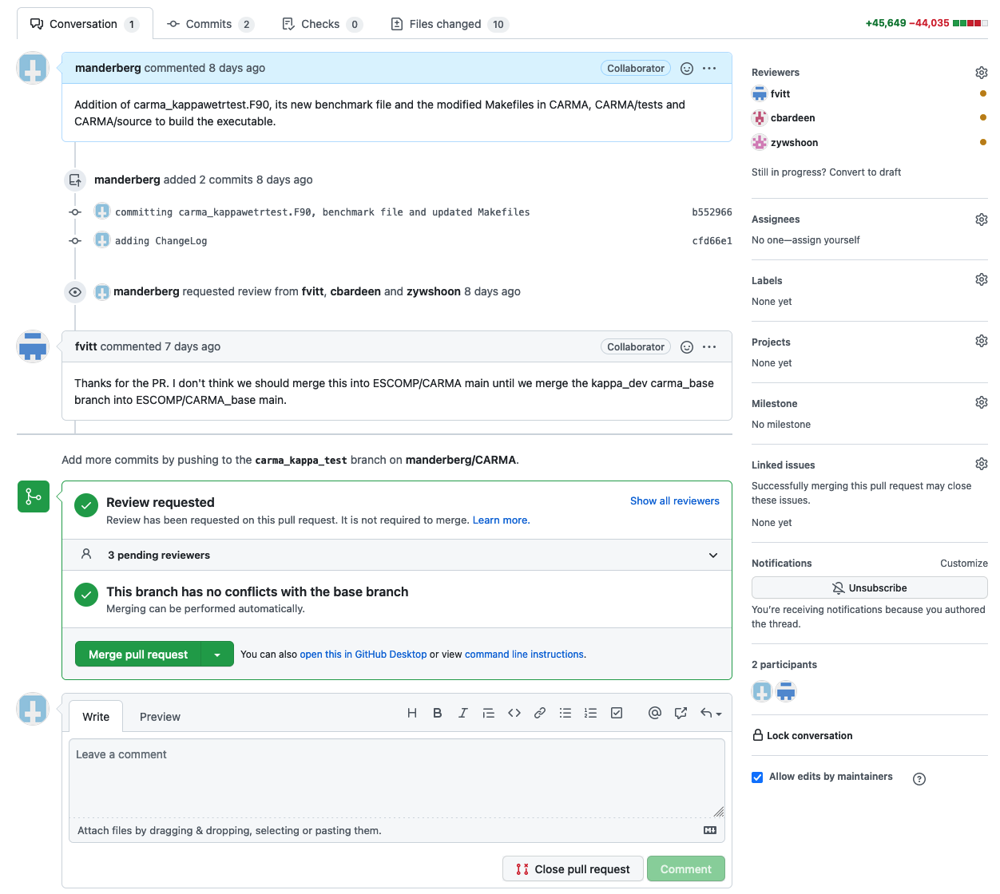 Conversation 1
Commits 2
Checks 0
Files changed 10
+45,649 −44,035
manderberg commented 8 days ago
Collaborator
Addition of carma_kappawetrtest.F90, its new benchmark file and the modified Makefiles in CARMA, CARMA/tests and
CARMA/source to build the executable.
manderberg added 2 commits 8 days ago
committing carma_kappawetrtest.F90, benchmark file and updated Makefiles b552966
adding ChangeLog cfd66e1
manderberg requested review from fvitt, cbardeen and zywshoon 8 days ago
fvitt commented 7 days ago
Collaborator
Thanks for the PR. I don't think we should merge this into ESCOMP/CARMA main until we merge the kappa_dev carma_base
branch into ESCOMP/CARMA_base main.
Add more commits by pushing to the carma_kappa_test branch on manderberg/CARMA.
Review requested
Show all reviewers
Review has been requested on this pull request. It is not required to merge. Learn more.
3 pending reviewers
This branch has no conflicts with the base branch
Merging can be performed automatically.
Merge pull request
You can also open this in GitHub Desktop or view command line instructions.
Write
Preview
H B I
Leave a comment
Attach files by dragging & dropping, selecting or pasting them.
Close pull request
Comment
Reviewers
fvitt
cbardeen
zywshoon
Still in progress? Convert to draft
Assignees
No one—assign yourself
Labels
None yet
Projects
None yet
Milestone
No milestone
Linked issues
Successfully merging this pull request may close
these issues.
None yet
Notifications
Customize
Unsubscribe
You're receiving notifications because you authored
the thread.
2 participants
Lock conversation
Allow edits by maintainers